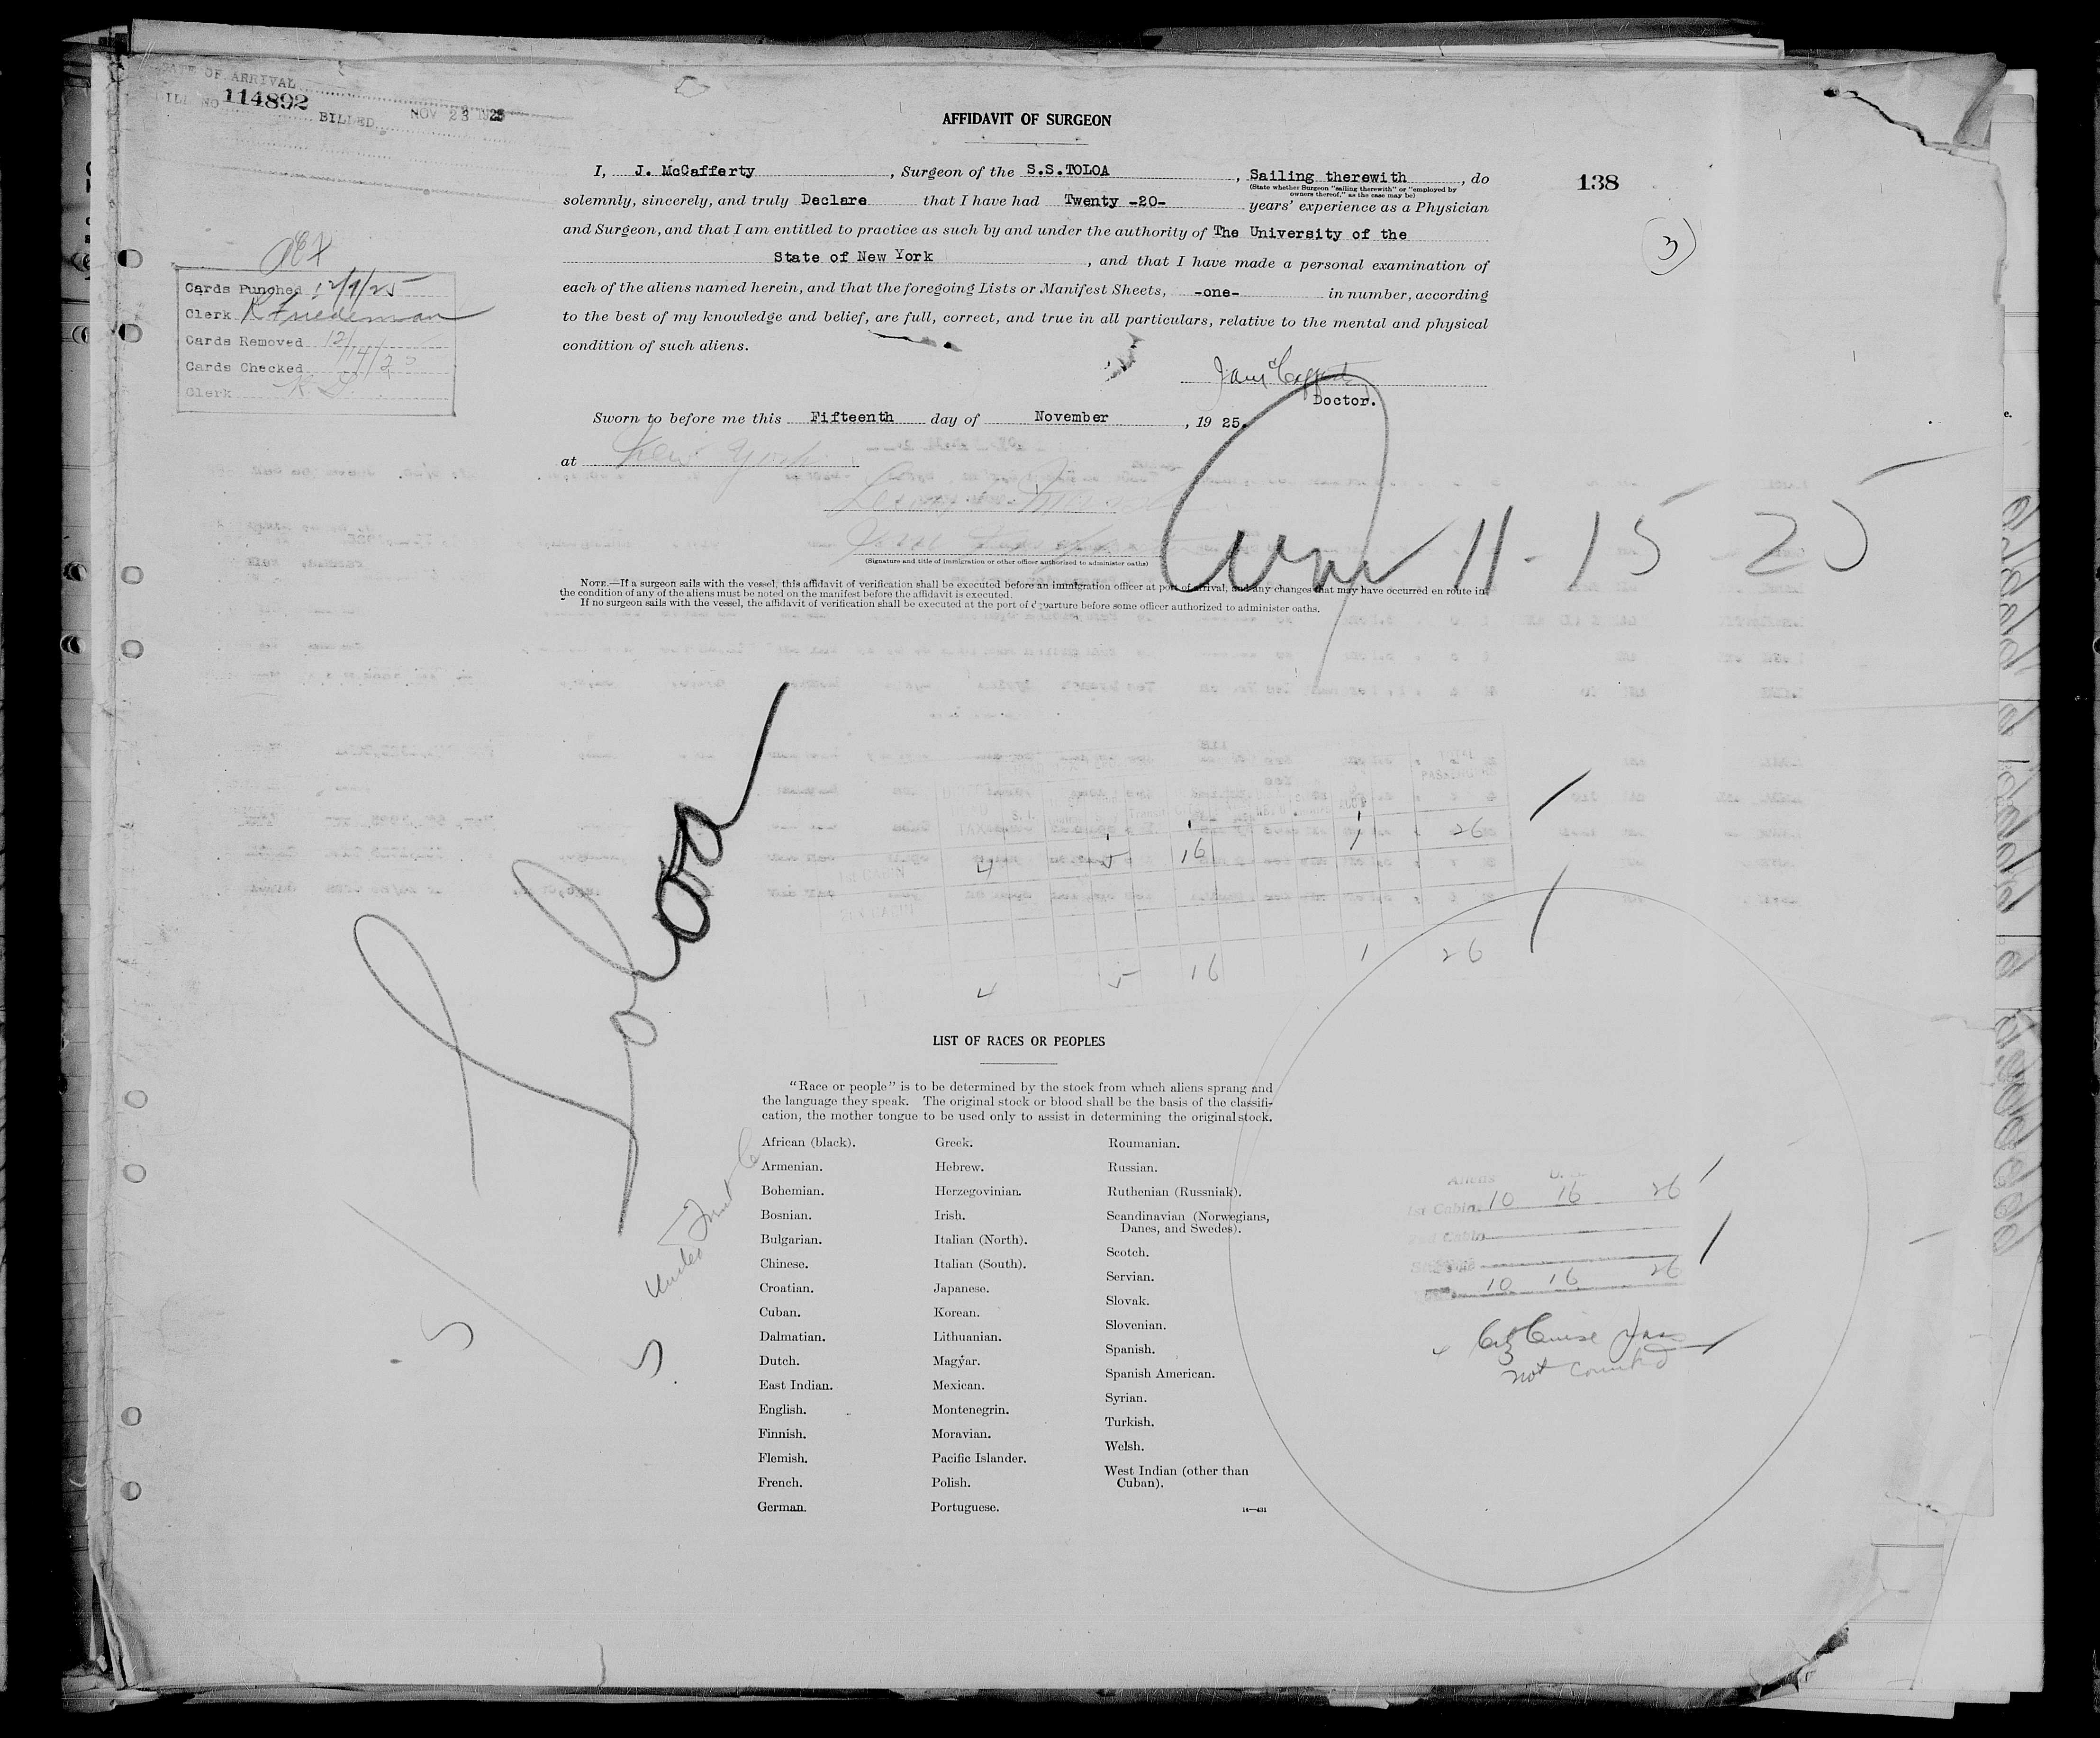 DATE OF ARRIVAL
BILL NO 114892
BILLED NOV 23 1925
AFFIDAVIT OF SURGEON
138
3
I, J. McCafferty, Surgeon of the S.S.TOLOA, Sailing therewith, do
(State whether Surgeon "sailing therewith" or "employed by owners thereof," as the case may be)
solemnly, sincerely, and truly Declare that I have had Twenty -20- years' experience as a Physician
and Surgeon, and that I am entitled to practice as such by and under the authority of The University of the
State of New York, and that I have made a personal examination of
each of the aliens named herein, and that the foregoing Lists or Manifest Sheets, -one- in number, according
to the best of my knowledge and belief, are full, correct, and true in all particulars, relative to the mental and physical
condition of such aliens.
Doctor.
Cards Punched 12/9/25
Clerk R Friedeman
Cards Removed 12/
Cards Checked
Clerk
Sworn to before me this Fifteenth day of November, 1925.
at New York
11-15 25
(Signature and title of immigration or other officer authorized to administer oaths)
NOTE.—If a surgeon sails with the vessel, this affidavit of verification shall be executed before an immigration officer at port of arrival, and any changes that may have occurred en route in
the condition of any of the aliens must be noted on the manifest before the affidavit is executed.
If no surgeon sails with the vessel, the affidavit of verification shall be executed at the port of departure before some officer authorized to administer oaths.
Toloa
1st CABIN 4 5 16 1 26
2nd CABIN
4 5 16 1 26
LIST OF RACES OR PEOPLES
"Race or people" is to be determined by the stock from which aliens sprang and
the language they speak. The original stock or blood shall be the basis of the classifi-
cation, the mother tongue to be used only to assist in determining the original stock.
African (black).
Armenian.
Bohemian.
Bosnian.
Bulgarian.
Chinese.
Croatian.
Cuban.
Dalmatian.
Dutch.
East Indian.
English.
Finnish.
Flemish.
French.
German.
Greek.
Hebrew.
Herzegovinian.
Irish.
Italian (North).
Italian (South).
Japanese.
Korean.
Lithuanian.
Magyar.
Mexican.
Montenegrin.
Moravian.
Pacific Islander.
Polish.
Portuguese.
Roumanian.
Russian.
Ruthenian (Russniak).
Scandinavian (Norwegians,
Danes, and Swedes).
Scotch.
Servian.
Slovak.
Slovenian.
Spanish.
Spanish American.
Syrian.
Turkish.
Welsh.
West Indian (other than
Cuban).
14—431
United Fruit Co
Aliens U. S.
1st Cabin 10 16 26
2nd Cabin
10 16 26
Cruise
not counted